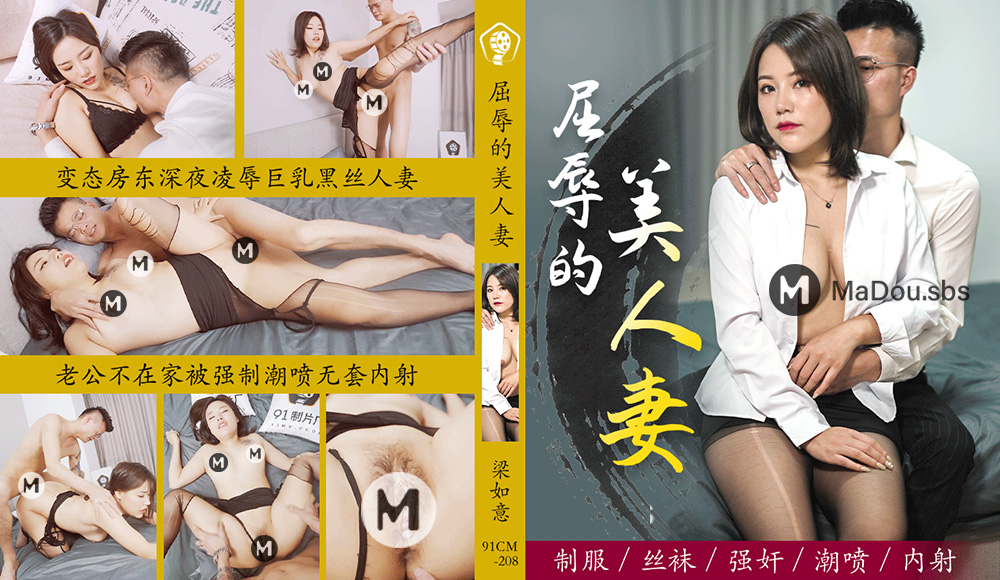 变态房东深夜凌辱巨乳黑丝人妻
老公不在家被强制潮喷无套内射
91制片厂
屈辱的美人妻
梁如意
91CM
-208
屈辱的
美人妻
M MaDou.sbs
制服/丝袜/强奸/潮喷/内射
M
M
M
M
M
M
M
M
M
M